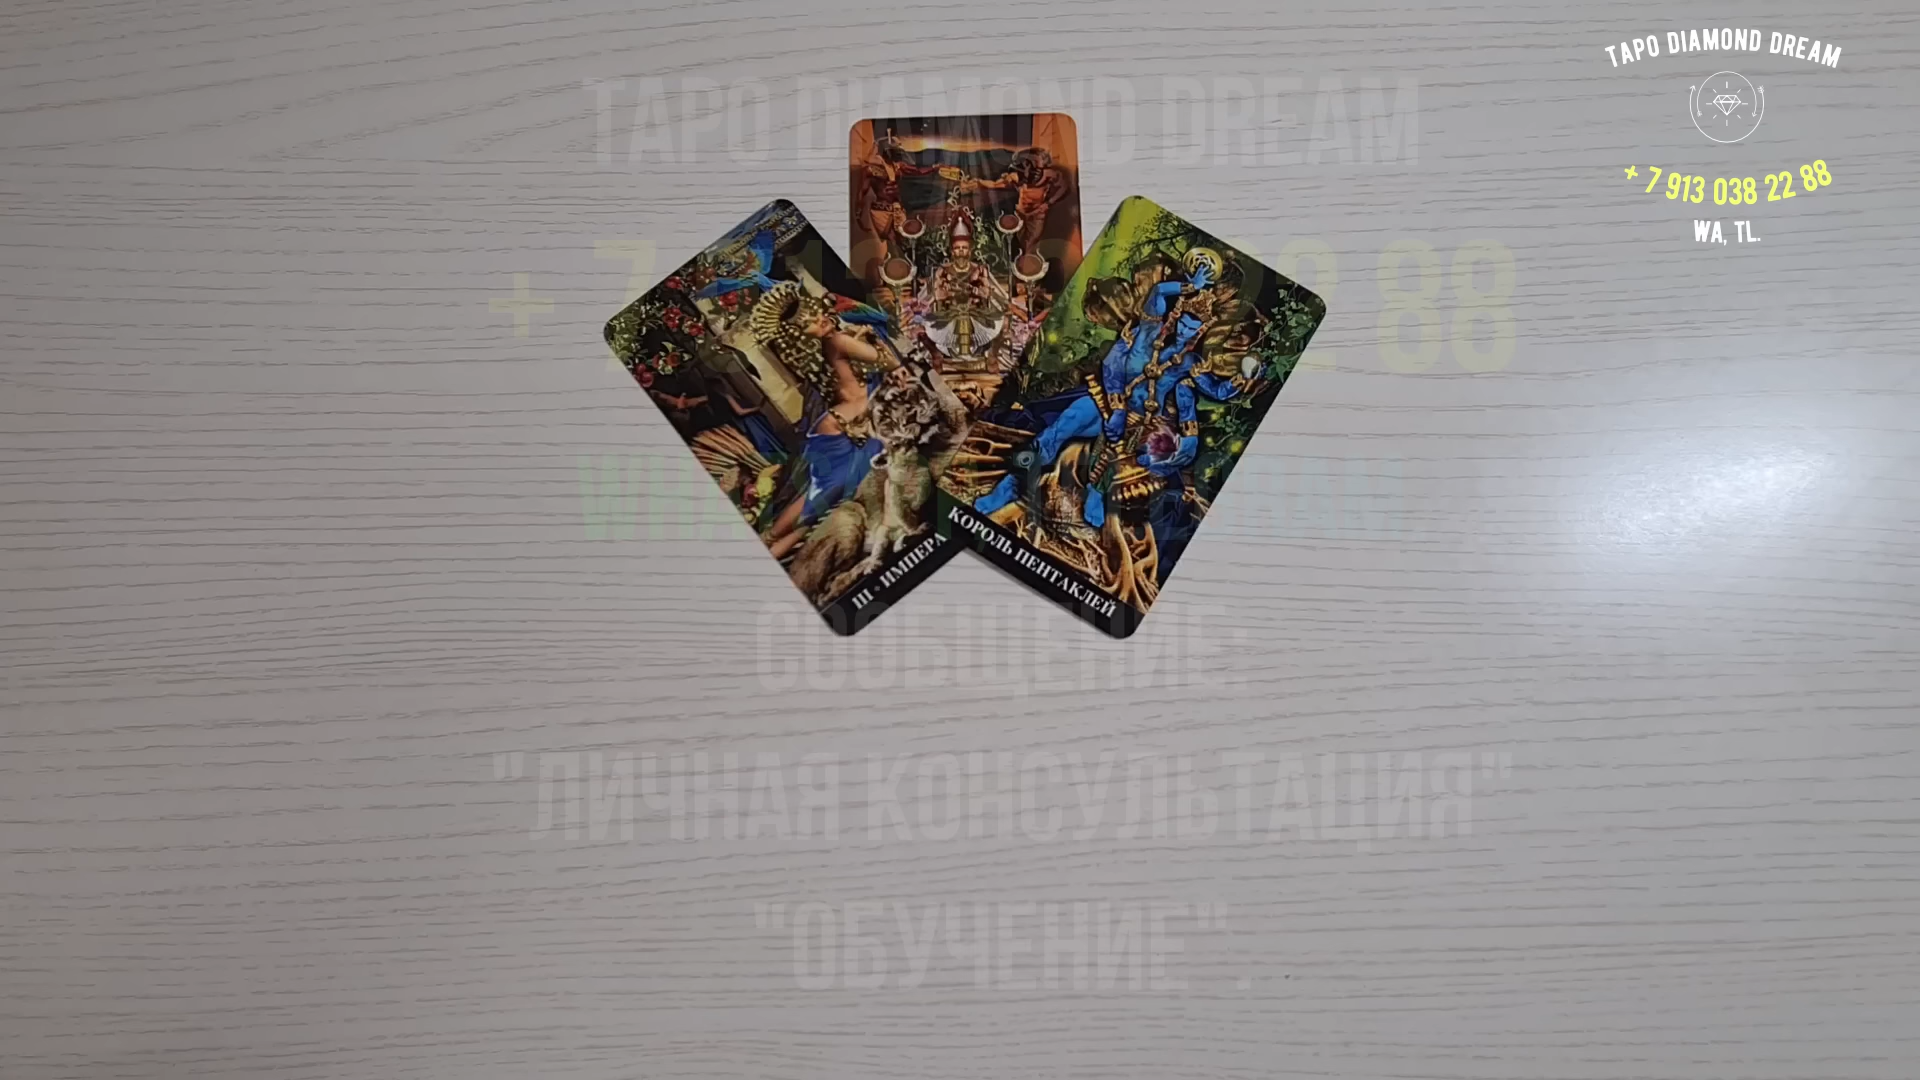 ТАРО DIAMOND DREAM
+ 7 913 038 22 88
WA, TL.
ТАРО DIAMOND DREAM
СООБЩЕНИЕ:
"ЛИЧНАЯ КОНСУЛЬТАЦИЯ"
"ОБУЧЕНИЕ".
III • ИМПЕРА
КОРОЛЬ ПЕНТАКЛЕЙ